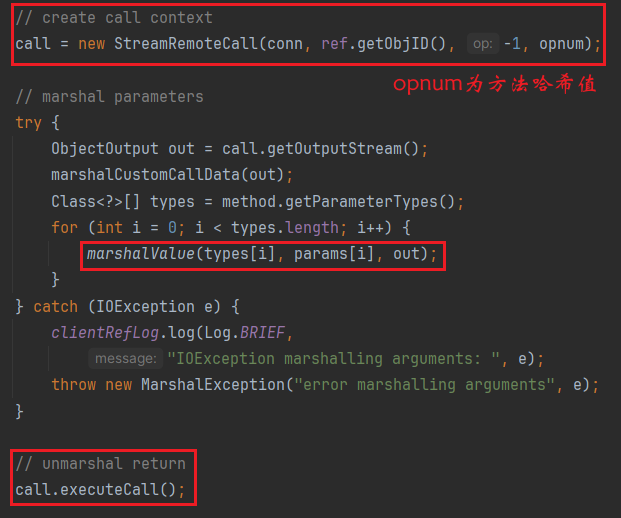 // create call context
call = new StreamRemoteCall(conn, ref.getObjID(), op: -1, opnum);
opnum为方法哈希值
// marshal parameters
try {
ObjectOutput out = call.getOutputStream();
marshalCustomCallData(out);
Class<?>[] types = method.getParameterTypes();
for (int i = 0; i < types.length; i++) {
marshalValue(types[i], params[i], out);
}
} catch (IOException e) {
clientRefLog.log(Log.BRIEF,
message: "IOException marshalling arguments: ", e);
throw new MarshalException("error marshalling arguments", e);
}
// unmarshal return
call.executeCall();